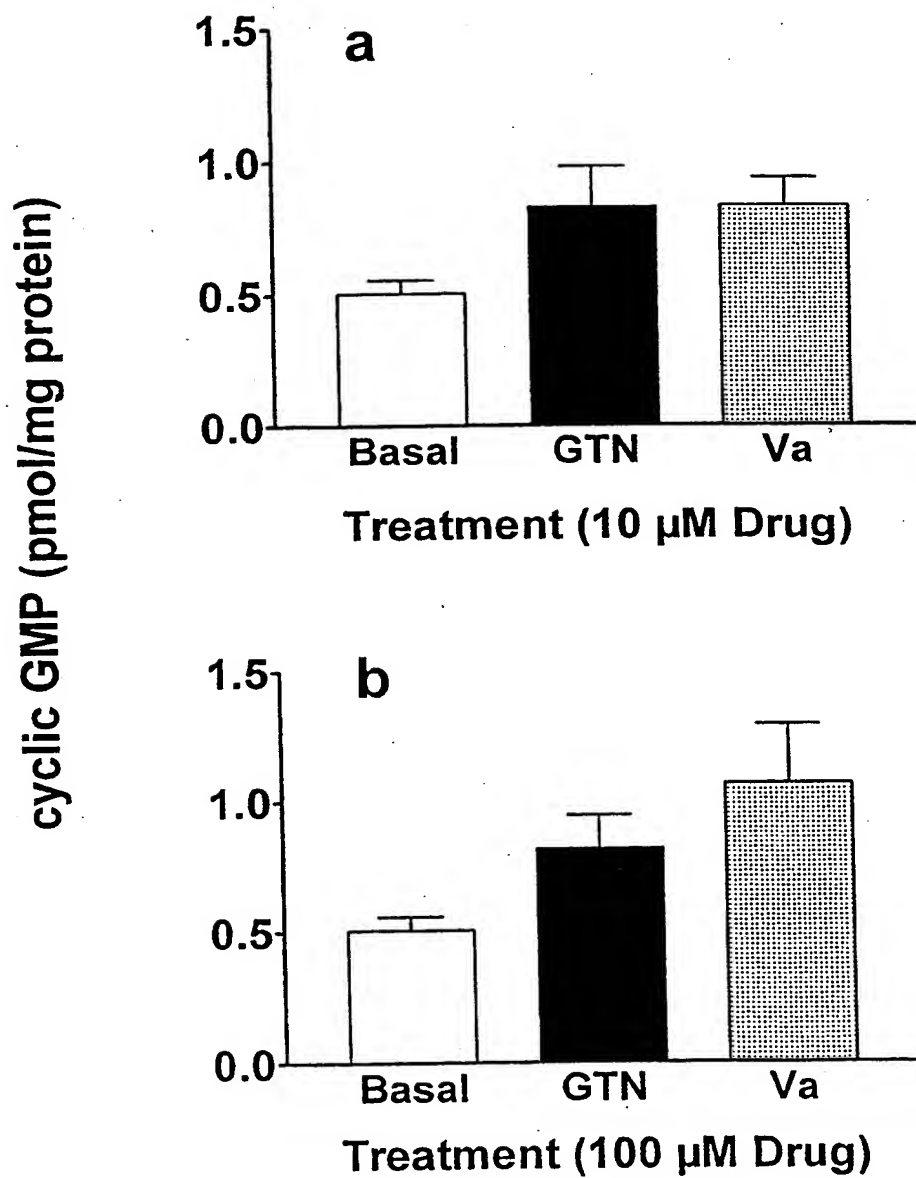 cyclic GMP (pmol/mg protein)
a
1.5
1.0
0.5
0.0
Basal GTN Va
Treatment (10 µM Drug)
b
1.5
1.0
0.5
0.0
Basal GTN Va
Treatment (100 µM Drug)